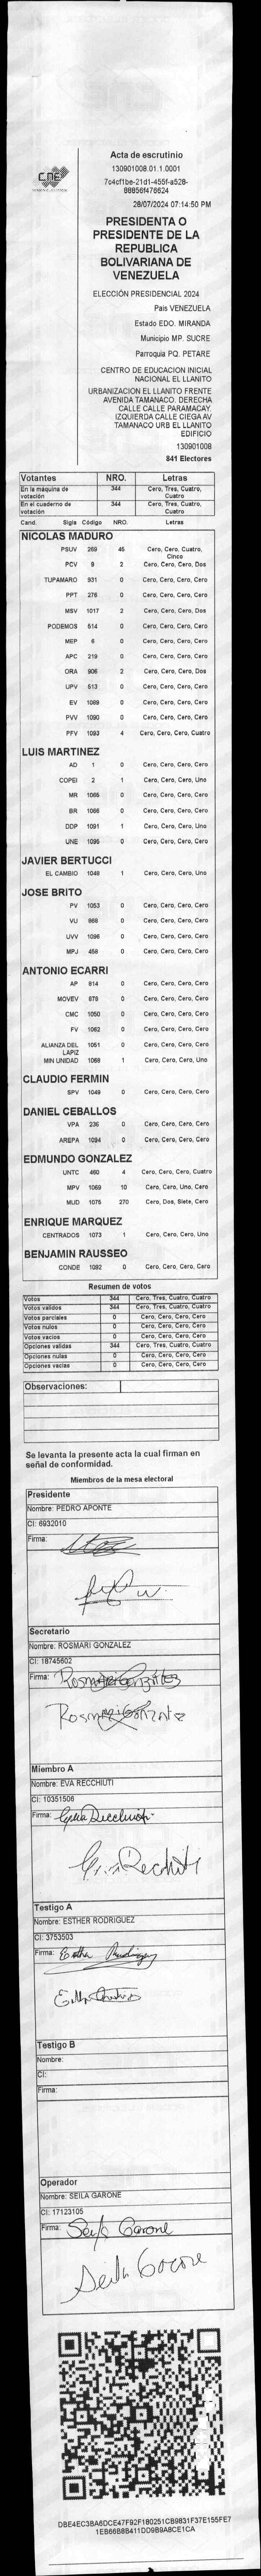 CNE
Acta de escrutinio
130901008.01.1.0001
7c4cf1be-21d1-455f-a528-
88856f476624
28/07/2024 07:14:50 PM
PRESIDENTA O
PRESIDENTE DE LA
REPUBLICA
BOLIVARIANA DE
VENEZUELA
ELECCIÓN PRESIDENCIAL 2024
Pais VENEZUELA
Estado EDO. MIRANDA
Municipio MP. SUCRE
Parroquia PQ. PETARE
CENTRO DE EDUCACION INICIAL
NACIONAL EL LLANITO
URBANIZACION EL LLANITO FRENTE
AVENIDA TAMANACO. DERECHA
CALLE CALLE PARAMACAY.
IZQUIERDA CALLE CIEGA AV
TAMANACO URB EL LLANITO
EDIFICIO
130901008
841 Electores
Votantes NRO. Letras
En la máquina de votación 344 Cero, Tres, Cuatro, Cuatro
En el cuaderno de votación 344 Cero, Tres, Cuatro, Cuatro
Cand. Sigla Código NRO. Letras
NICOLAS MADURO
PSUV 269 45 Cero, Cero, Cuatro, Cinco
PCV 9 2 Cero, Cero, Cero, Dos
TUPAMARO 931 0 Cero, Cero, Cero, Cero
PPT 276 0 Cero, Cero, Cero, Cero
MSV 1017 2 Cero, Cero, Cero, Dos
PODEMOS 514 0 Cero, Cero, Cero, Cero
MEP 6 0 Cero, Cero, Cero, Cero
APC 219 0 Cero, Cero, Cero, Cero
ORA 906 2 Cero, Cero, Cero, Dos
UPV 513 0 Cero, Cero, Cero, Cero
EV 1089 0 Cero, Cero, Cero, Cero
PVV 1090 0 Cero, Cero, Cero, Cero
PFV 1093 4 Cero, Cero, Cero, Cuatro
LUIS MARTINEZ
AD 1 0 Cero, Cero, Cero, Cero
COPEI 2 1 Cero, Cero, Cero, Uno
MR 1065 0 Cero, Cero, Cero, Cero
BR 1066 0 Cero, Cero, Cero, Cero
DDP 1091 1 Cero, Cero, Cero, Uno
UNE 1095 0 Cero, Cero, Cero, Cero
JAVIER BERTUCCI
EL CAMBIO 1048 1 Cero, Cero, Cero, Uno
JOSE BRITO
PV 1053 0 Cero, Cero, Cero, Cero
VU 868 0 Cero, Cero, Cero, Cero
UVV 1096 0 Cero, Cero, Cero, Cero
MPJ 458 0 Cero, Cero, Cero, Cero
ANTONIO ECARRI
AP 814 0 Cero, Cero, Cero, Cero
MOVEV 878 0 Cero, Cero, Cero, Cero
CMC 1050 0 Cero, Cero, Cero, Cero
FV 1062 0 Cero, Cero, Cero, Cero
ALIANZA DEL LAPIZ 1051 0 Cero, Cero, Cero, Cero
MIN UNIDAD 1068 1 Cero, Cero, Cero, Uno
CLAUDIO FERMIN
SPV 1049 0 Cero, Cero, Cero, Cero
DANIEL CEBALLOS
VPA 236 0 Cero, Cero, Cero, Cero
AREPA 1094 0 Cero, Cero, Cero, Cero
EDMUNDO GONZALEZ
UNTC 460 4 Cero, Cero, Cero, Cuatro
MPV 1069 10 Cero, Cero, Uno, Cero
MUD 1075 270 Cero, Dos, Siete, Cero
ENRIQUE MARQUEZ
CENTRADOS 1073 1 Cero, Cero, Cero, Uno
BENJAMIN RAUSSEO
CONDE 1092 0 Cero, Cero, Cero, Cero
Resumen de votos
Votos 344 Cero, Tres, Cuatro, Cuatro
Votos validos 344 Cero, Tres, Cuatro, Cuatro
Votos parciales 0 Cero, Cero, Cero, Cero
Votos nulos 0 Cero, Cero, Cero, Cero
Votos vacios 0 Cero, Cero, Cero, Cero
Opciones validas 344 Cero, Tres, Cuatro, Cuatro
Opciones nulas 0 Cero, Cero, Cero, Cero
Opciones vacias 0 Cero, Cero, Cero, Cero
Observaciones:
Se levanta la presente acta la cual firman en
señal de conformidad.
Miembros de la mesa electoral
Presidente
Nombre: PEDRO APONTE
CI: 6932010
Firma:
Secretario
Nombre: ROSMARI GONZALEZ
CI: 18745602
Firma: Rosmari González
Rosmari González
Miembro A
Nombre: EVA RECCHIUTI
CI: 10351506
Firma: Eva Recchiuti
Eva Recchiuti
Testigo A
Nombre: ESTHER RODRIGUEZ
CI: 3753503
Firma: Esther Rodriguez
Testigo B
Nombre:
CI:
Firma:
Operador
Nombre: SEILA GARONE
CI: 17123105
Firma: Seila Garone
Seila Garone
DBE4EC3BA6DCE47F92F180251CB9831F37E155FE7
1EB66B8B411DD9B9A8CE1CA